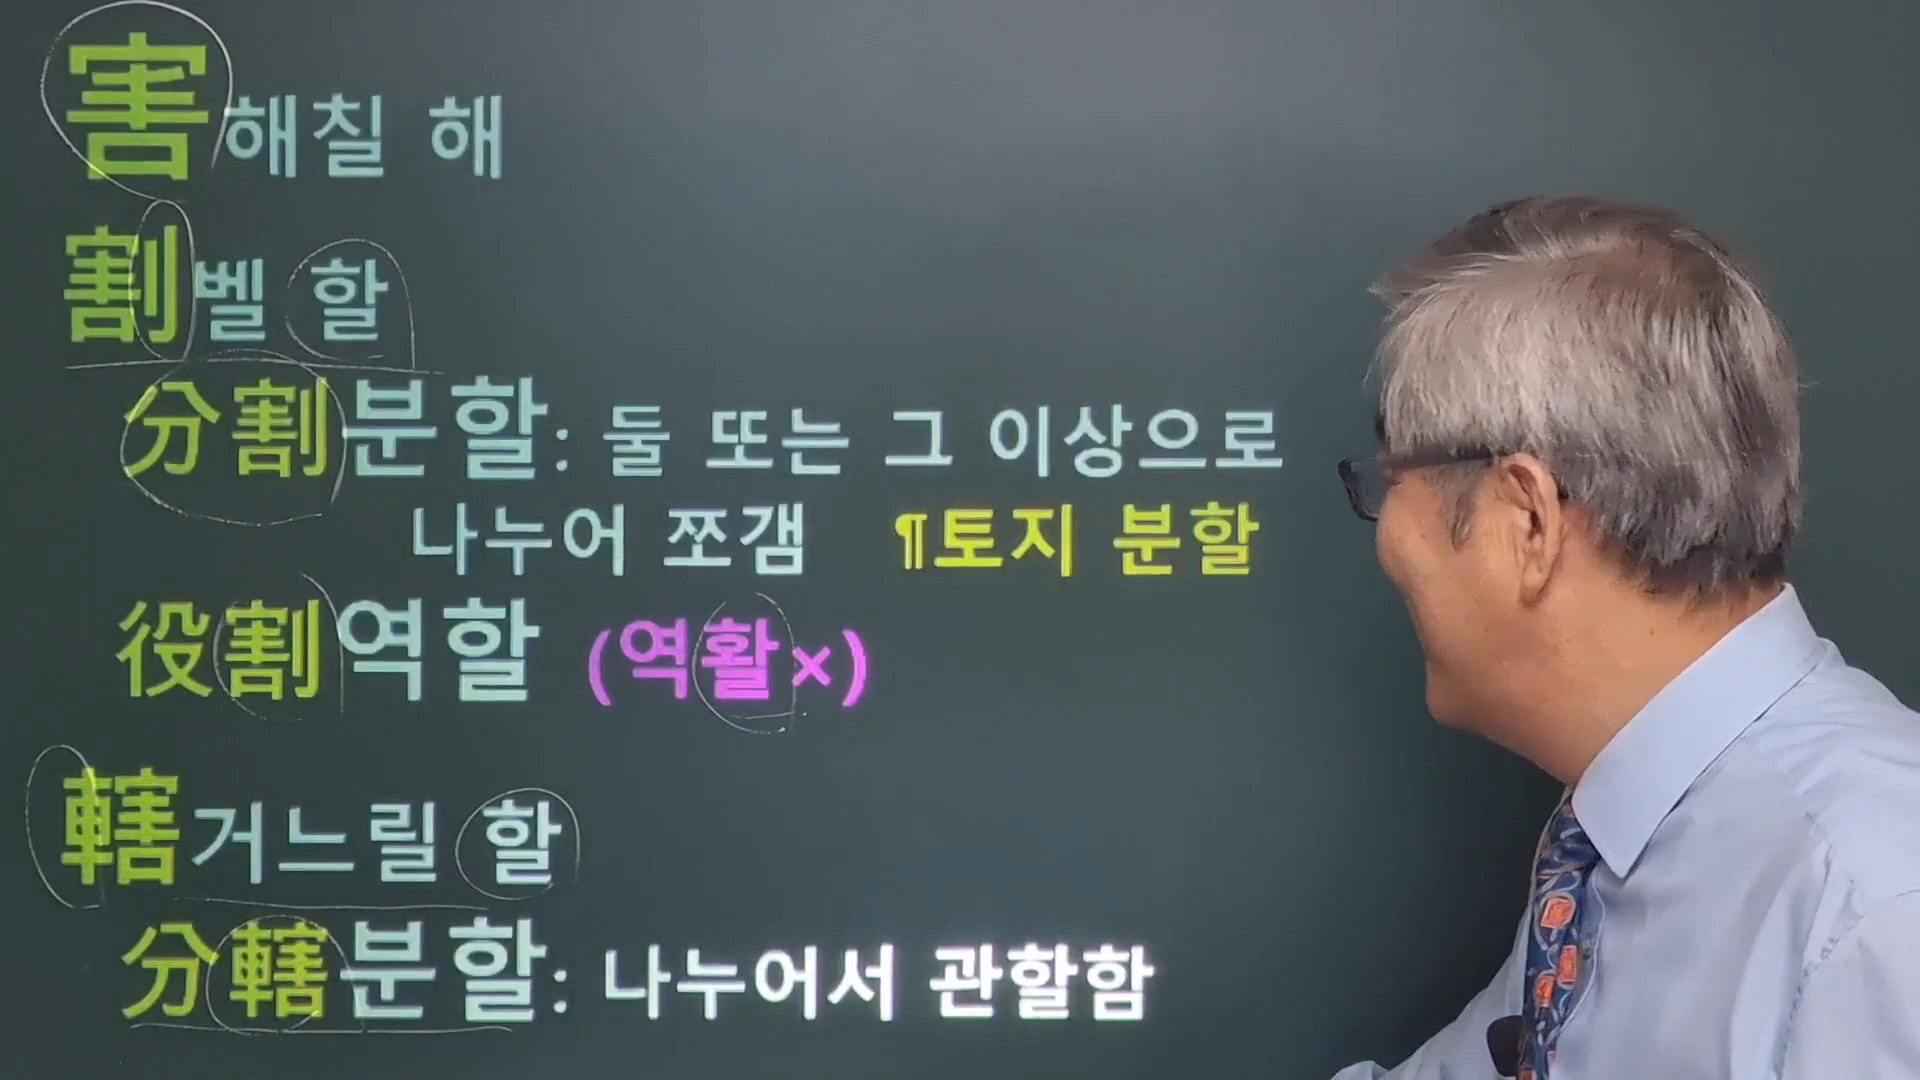 害해칠 해
割벨 할
分割분할: 둘 또는 그 이상으로
나누어 쪼갬 ¶토지 분할
役割역할 (역활×)
轄거느릴 할
分轄분할: 나누어서 관할함